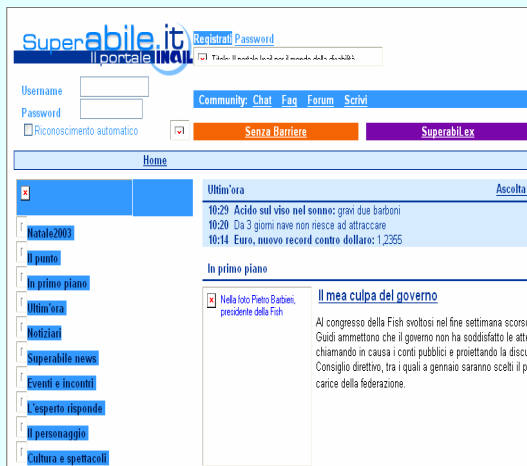 Superabile.it
Il portale INAIL
Registrati Password
Titolo: Il portale Inail per il mondo della disabilità
Username
Password
Riconoscimento automatico
Community: Chat Faq Forum Scrivi
Senza Barriere
SuperabiLex
Home
Natale2003
Il punto
In primo piano
Ultim'ora
Notiziari
Superabile news
Eventi e incontri
L'esperto risponde
Il personaggio
Cultura e spettacoli
Ultim'ora
Ascolta
10:29 Acido sul viso nel sonno: gravi due barboni
10:20 Da 3 giorni nave non riesce ad attraccare
10:14 Euro, nuovo record contro dollaro: 1,2355
In primo piano
Nella foto Pietro Barbieri,
presidente della Fish
Il mea culpa del governo
Al congresso della Fish svoltosi nel fine settimana scors
Guidi ammettono che il governo non ha soddisfatto le atte
chiamando in causa i conti pubblici e proiettando la discu
Consiglio direttivo, tra i quali a gennaio saranno scelti il p
carice della federazione.